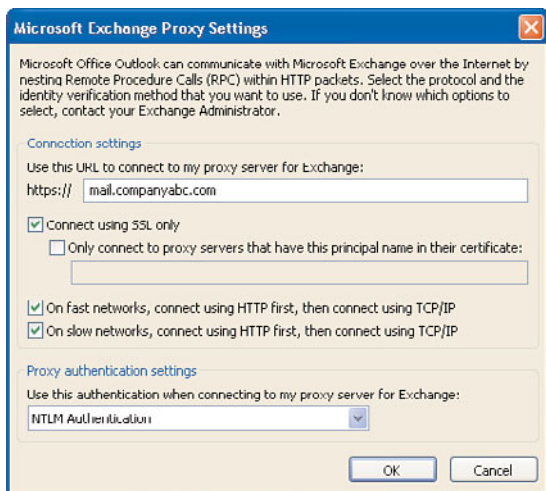 Microsoft Exchange Proxy Settings
Microsoft Office Outlook can communicate with Microsoft Exchange over the Internet by
nesting Remote Procedure Calls (RPC) within HTTP packets. Select the protocol and the
identity verification method that you want to use. If you don't know which options to
select, contact your Exchange Administrator.
Connection settings
Use this URL to connect to my proxy server for Exchange:
https:// mail.companyabc.com
Connect using SSL only
Only connect to proxy servers that have this principal name in their certificate:
On fast networks, connect using HTTP first, then connect using TCP/IP
On slow networks, connect using HTTP first, then connect using TCP/IP
Proxy authentication settings
Use this authentication when connecting to my proxy server for Exchange:
NTLM Authentication
OK Cancel